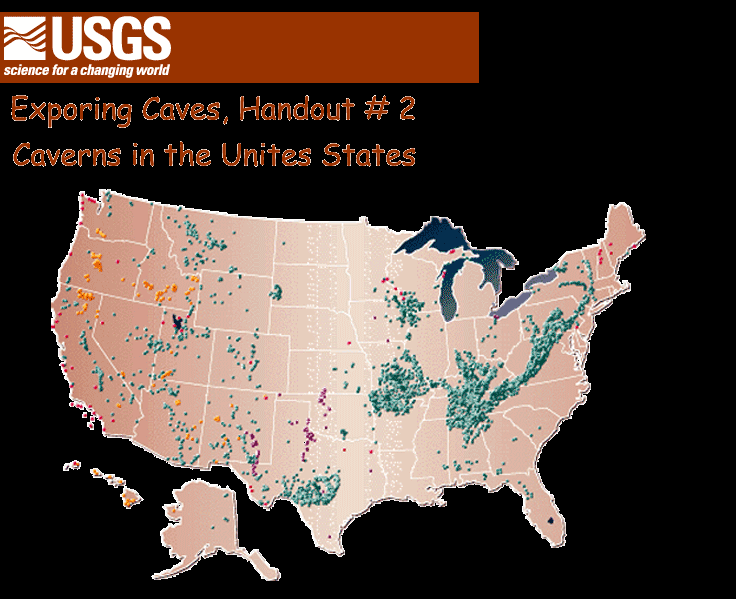 USGS
science for a changing world
Exporing Caves, Handout # 2
Caverns in the Unites States